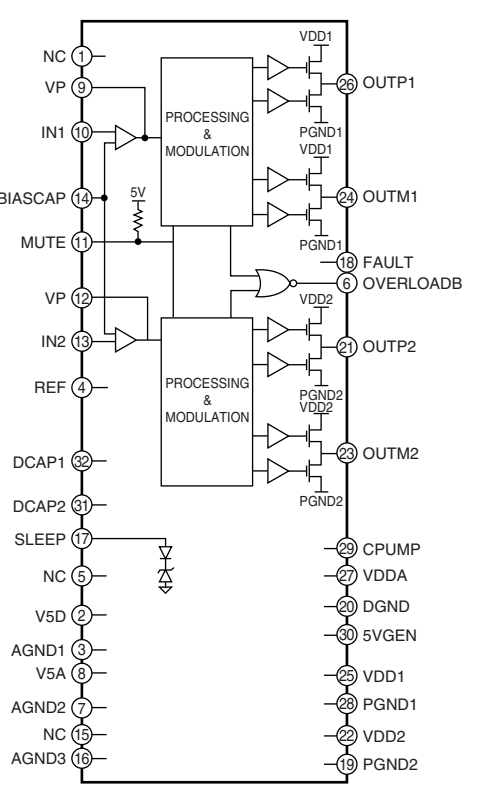 NC 1
VP 9
IN1 10
BIASCAP 14
MUTE 11
VP 12
IN2 13
REF 4
DCAP1 32
DCAP2 31
SLEEP 17
NC 5
V5D 2
AGND1 3
V5A 8
AGND2 7
NC 15
AGND3 16
5V
PROCESSING
&
MODULATION
PROCESSING
&
MODULATION
VDD1
PGND1
VDD1
PGND1
VDD2
PGND2
VDD2
PGND2
26 OUTP1
24 OUTM1
18 FAULT
6 OVERLOADB
21 OUTP2
23 OUTM2
29 CPUMP
27 VDDA
20 DGND
30 5VGEN
25 VDD1
28 PGND1
22 VDD2
19 PGND2